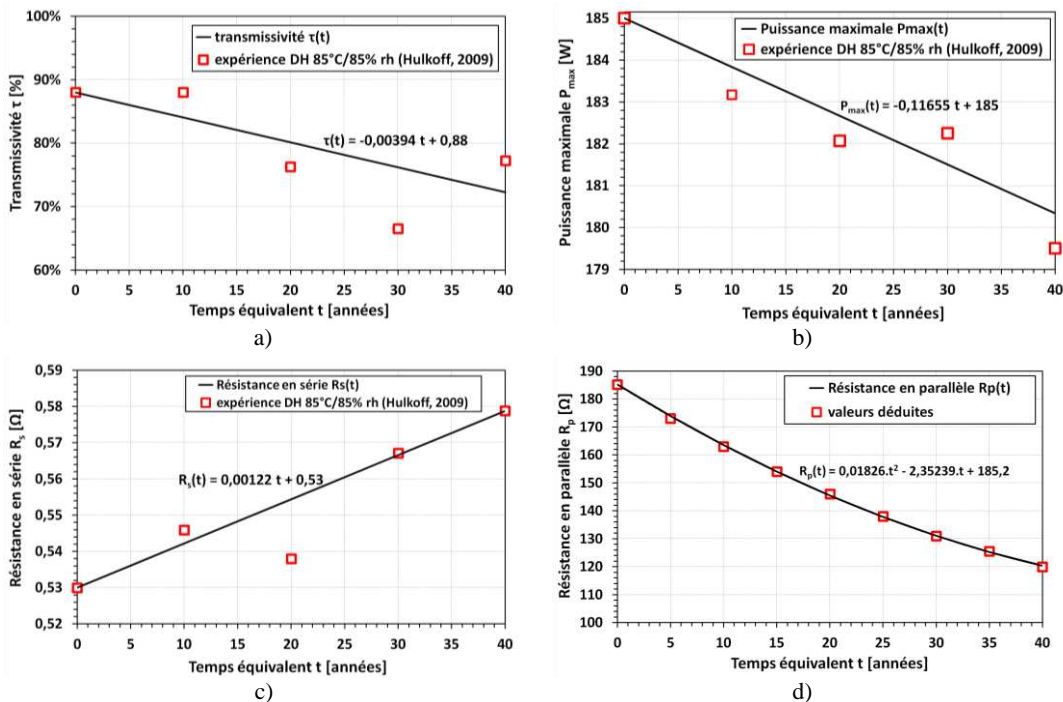 100%
90%
80%
70%
60%
Transmissivité τ [%]
transmissivité τ(t)
expérience DH 85°C/85% rh (Hulkoff, 2009)
τ(t) = -0,00394 t + 0,88
0 5 10 15 20 25 30 35 40
Temps équivalent t [années]
a)
185
184
183
182
181
180
179
Puissance maximale Pmax [W]
Puissance maximale Pmax(t)
expérience DH 85°C/85% rh (Hulkoff, 2009)
Pmax(t) = -0,11655 t + 185
0 5 10 15 20 25 30 35 40
Temps équivalent t [années]
b)
0,59
0,58
0,57
0,56
0,55
0,54
0,53
0,52
Résistance en série Rs [Ω]
Résistance en série Rs(t)
expérience DH 85°C/85% rh (Hulkoff, 2009)
Rs(t) = 0,00122 t + 0,53
0 5 10 15 20 25 30 35 40
Temps équivalent t [années]
c)
190
180
170
160
150
140
130
120
110
100
Résistance en parallèle Rp [Ω]
Résistance en parallèle Rp(t)
valeurs déduites
Rp(t) = 0,01826.t² - 2,35239.t + 185,2
0 5 10 15 20 25 30 35 40
Temps équivalent t [années]
d)